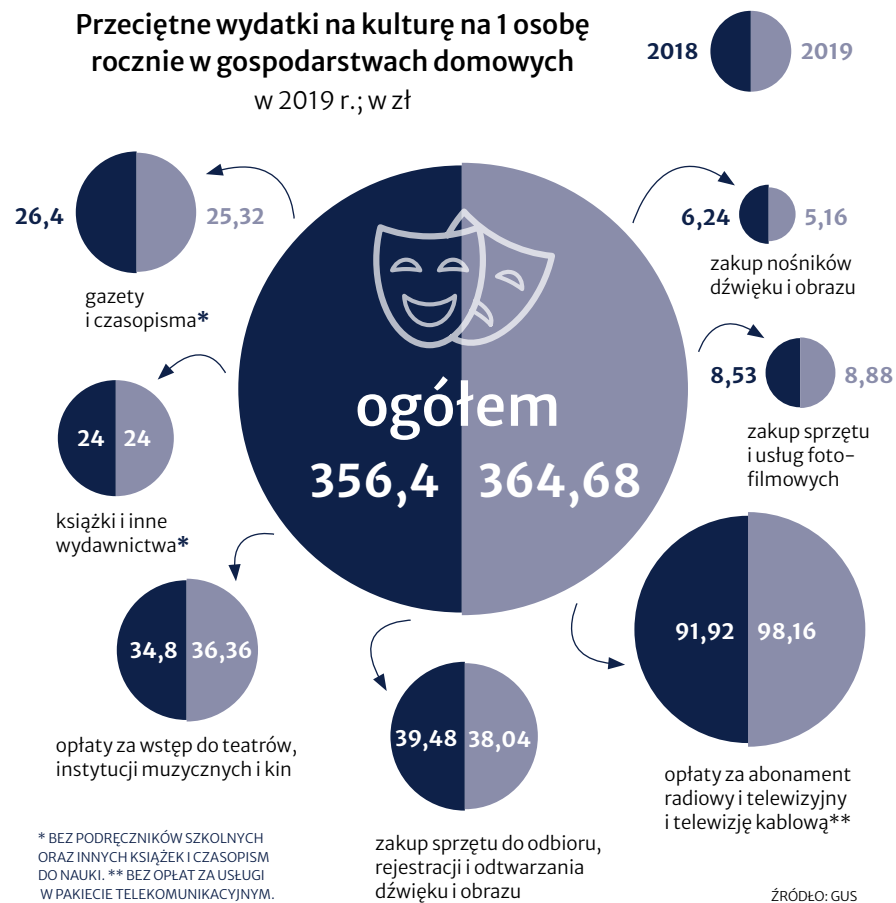 Przeciętne wydatki na kulturę na 1 osobę
rocznie w gospodarstwach domowych
w 2019 r.; w zł
2018 2019
26,4 25,32
gazety
i czasopisma*
6,24 5,16
zakup nośników
dźwięku i obrazu
ogółem
356,4 364,68
8,53 8,88
zakup sprzętu
i usług foto-
filmowych
24 24
książki i inne
wydawnictwa*
34,8 36,36
opłaty za wstęp do teatrów,
instytucji muzycznych i kin
39,48 38,04
zakup sprzętu do odbioru,
rejestracji i odtwarzania
dźwięku i obrazu
91,92 98,16
opłaty za abonament
radiowy i telewizyjny
i telewizję kablową**
* BEZ PODRĘCZNIKÓW SZKOLNYCH
ORAZ INNYCH KSIĄŻEK I CZASOPISM
DO NAUKI. ** BEZ OPŁAT ZA USŁUGI
W PAKIECIE TELEKOMUNIKACYJNYM.
ŹRÓDŁO: GUS